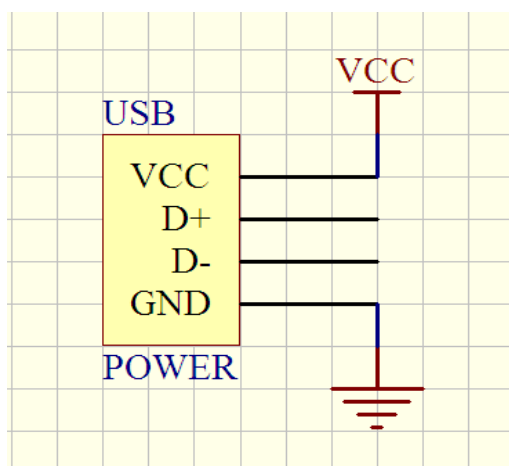 VCC
USB
VCC
D+
D-
GND
POWER